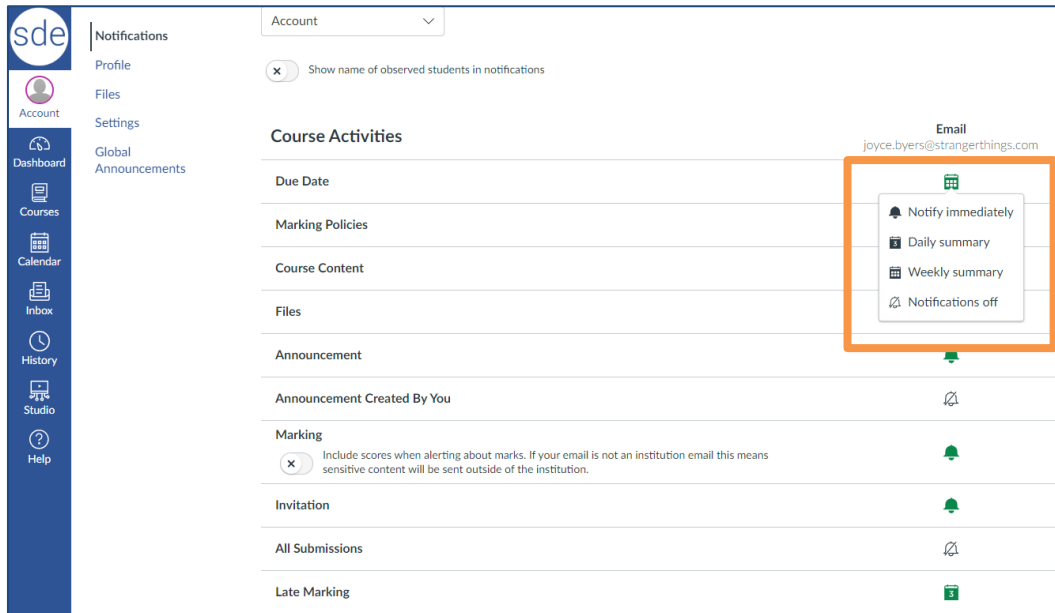 sde
Account
Dashboard
Courses
Calendar
Inbox
History
Studio
Help
Notifications
Profile
Files
Settings
Global
Announcements
Account
Show name of observed students in notifications
Course Activities
Email
joyce.byers@strangerthings.com
Due Date
Notify immediately
Marking Policies
3 Daily summary
Course Content
Weekly summary
Files
Notifications off
Announcement
Announcement Created By You
Marking
Include scores when alerting about marks. If your email is not an institution email this means
sensitive content will be sent outside of the institution.
Invitation
All Submissions
Late Marking
3